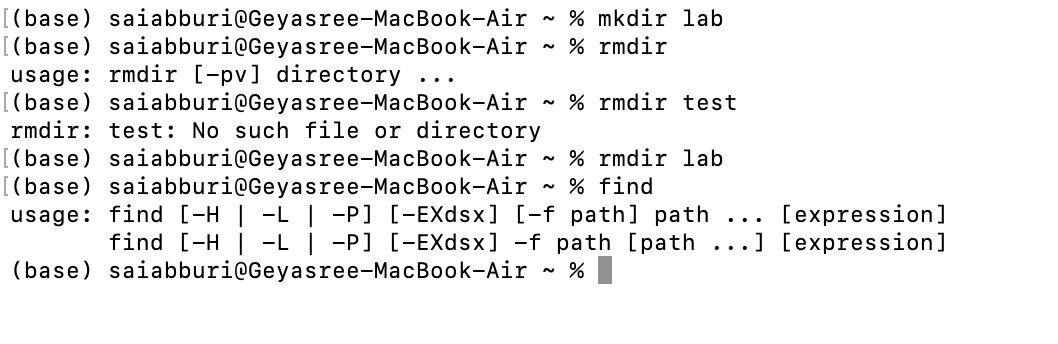 [(base) saiabburi@Geyasree-MacBook-Air ~ % mkdir lab
[(base) saiabburi@Geyasree-MacBook-Air ~ % rmdir
usage: rmdir [-pv] directory ...
[(base) saiabburi@Geyasree-MacBook-Air ~ % rmdir test
rmdir: test: No such file or directory
[(base) saiabburi@Geyasree-MacBook-Air ~ % rmdir lab
[(base) saiabburi@Geyasree-MacBook-Air ~ % find
usage: find [-H | -L | -P] [-EXdsx] [-f path] path ... [expression]
       find [-H | -L | -P] [-EXdsx] -f path [path ...] [expression]
(base) saiabburi@Geyasree-MacBook-Air ~ %